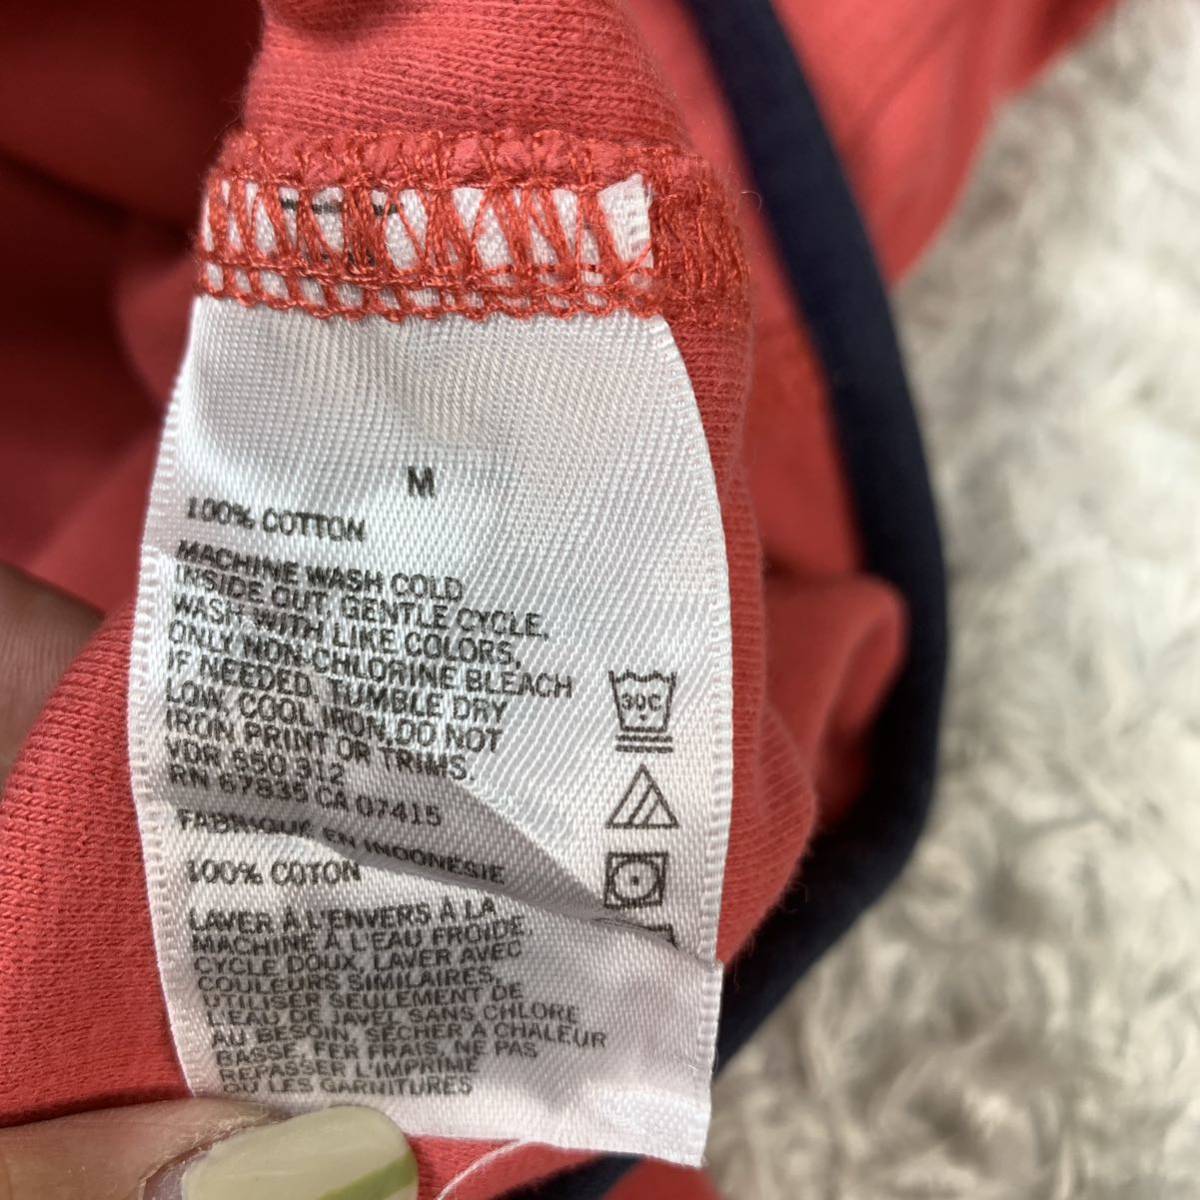 M
100% COTTON
MACHINE WASH COLD
INSIDE OUT, GENTLE CYCLE,
WASH WITH LIKE COLORS,
ONLY NON-CHLORINE BLEACH
IF NEEDED, TUMBLE DRY
LOW, COOL IRON, DO NOT
IRON PRINT OR TRIMS.
VDR 550 312
RN 67835 CA 07415
30C
FABRIQUÉ EN INDONÉSIE
100% COTON
LAVER À L'ENVERS À LA
MACHINE À L'EAU FROIDE
CYCLE DOUX, LAVER AVEC
COULEURS SIMILAIRES,
UTILISER SEULEMENT DE
L'EAU DE JAVEL SANS CHLORE
AU BESOIN, SÉCHER A CHALEUR
BASSE, FER FRAIS, NE PAS
REPASSER L'IMPRIMÉ
OU LES GARNITURES